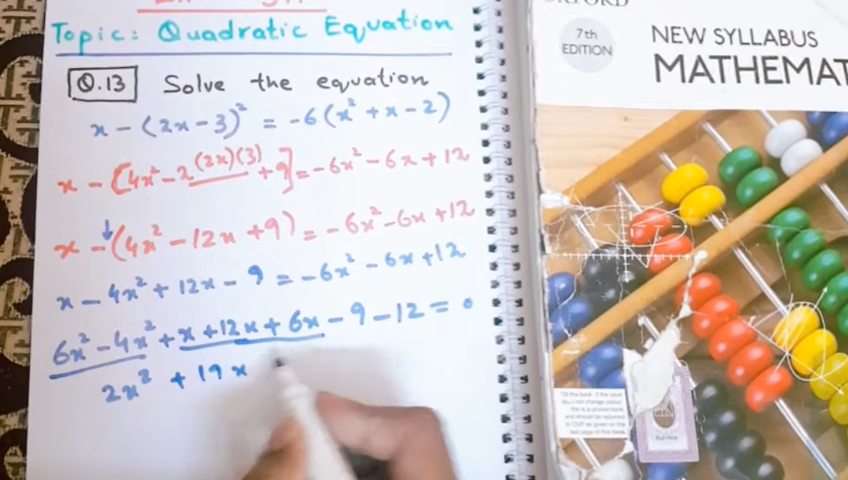 Topic: Quadratic Equation
Q.13 Solve the equation
x - (2x - 3)² = -6(x² + x - 2)
x - [4x² - 2(2x)(3) + 9] = -6x² - 6x + 12
x - (4x² - 12x + 9) = -6x² - 6x + 12
x - 4x² + 12x - 9 = -6x² - 6x + 12
6x² - 4x² + x + 12x + 6x - 9 - 12 = 0
2x² + 19x
OXFORD
7th
EDITION
NEW SYLLABUS
MATHEMAT